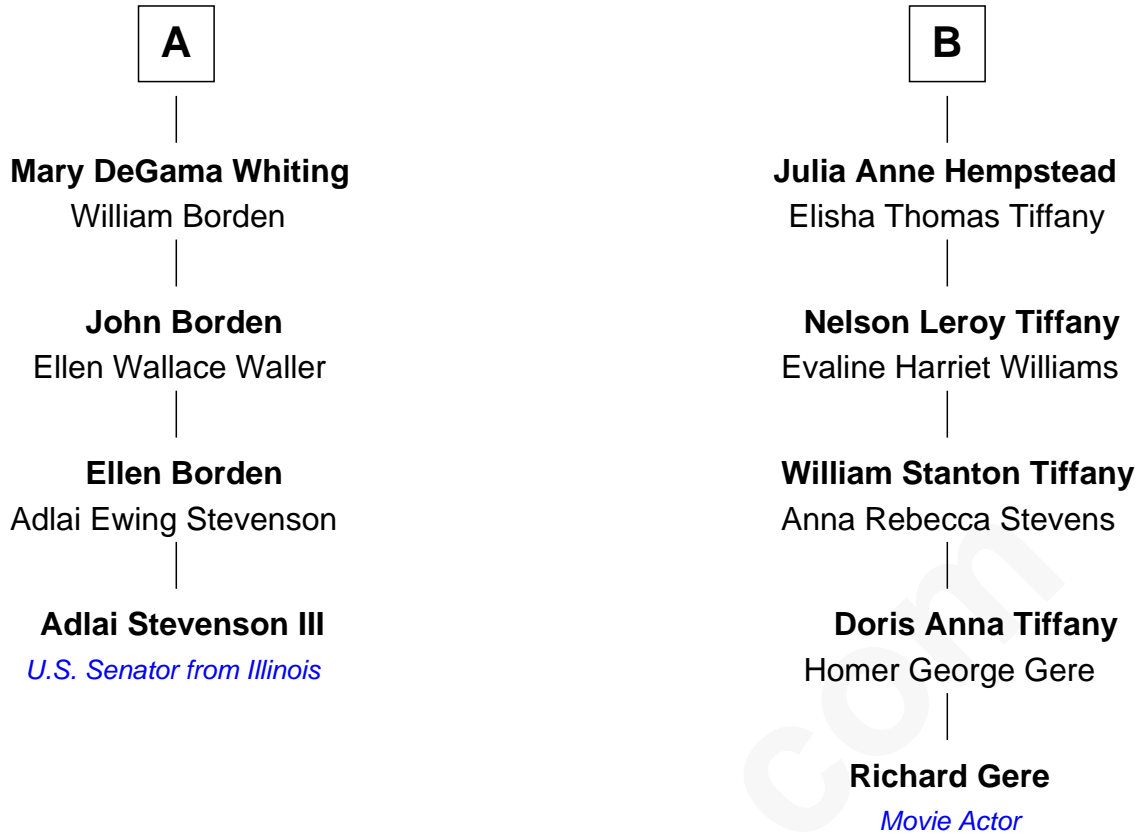 A
Mary DeGama Whiting
William Borden
John Borden
Ellen Wallace Waller
Ellen Borden
Adlai Ewing Stevenson
Adlai Stevenson III
U.S. Senator from Illinois
B
Julia Anne Hempstead
Elisha Thomas Tiffany
Nelson Leroy Tiffany
Evaline Harriet Williams
William Stanton Tiffany
Anna Rebecca Stevens
Doris Anna Tiffany
Homer George Gere
Richard Gere
Movie Actor
com